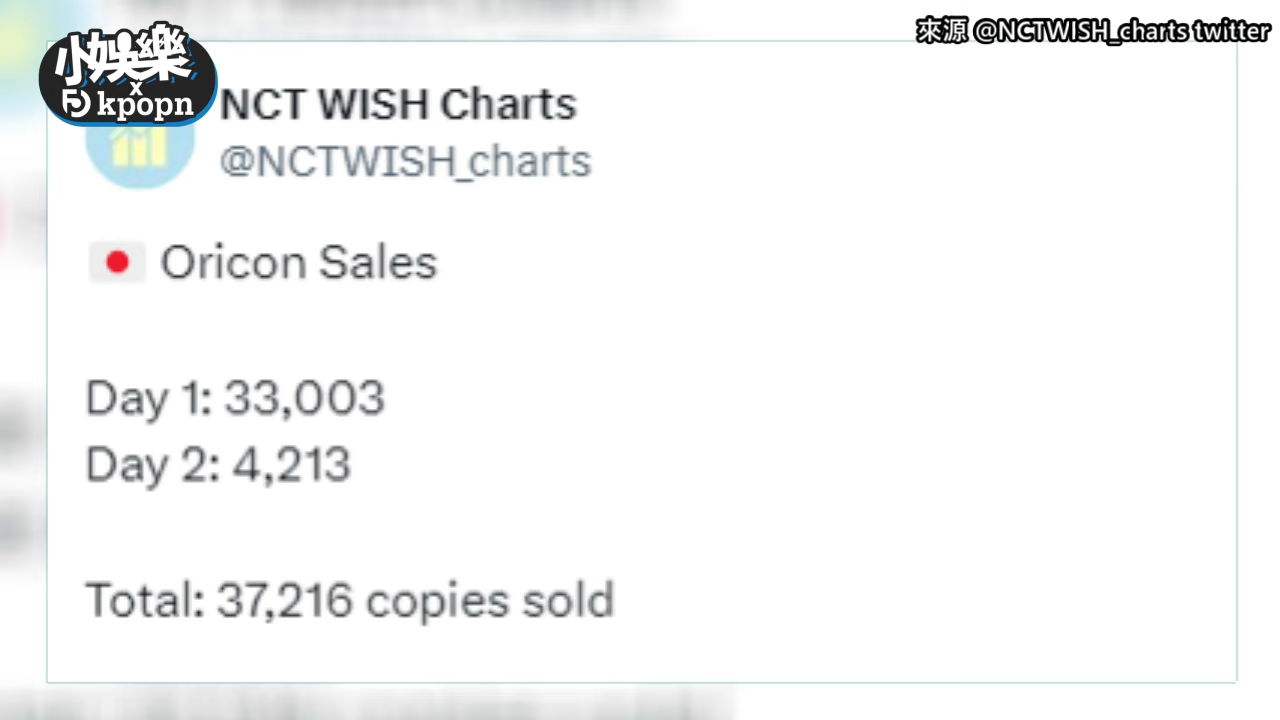 來源 @NCTWISH_charts twitter
小娛樂
x
kpopn
NCT WISH Charts
@NCTWISH_charts
Oricon Sales
Day 1: 33,003
Day 2: 4,213
Total: 37,216 copies sold